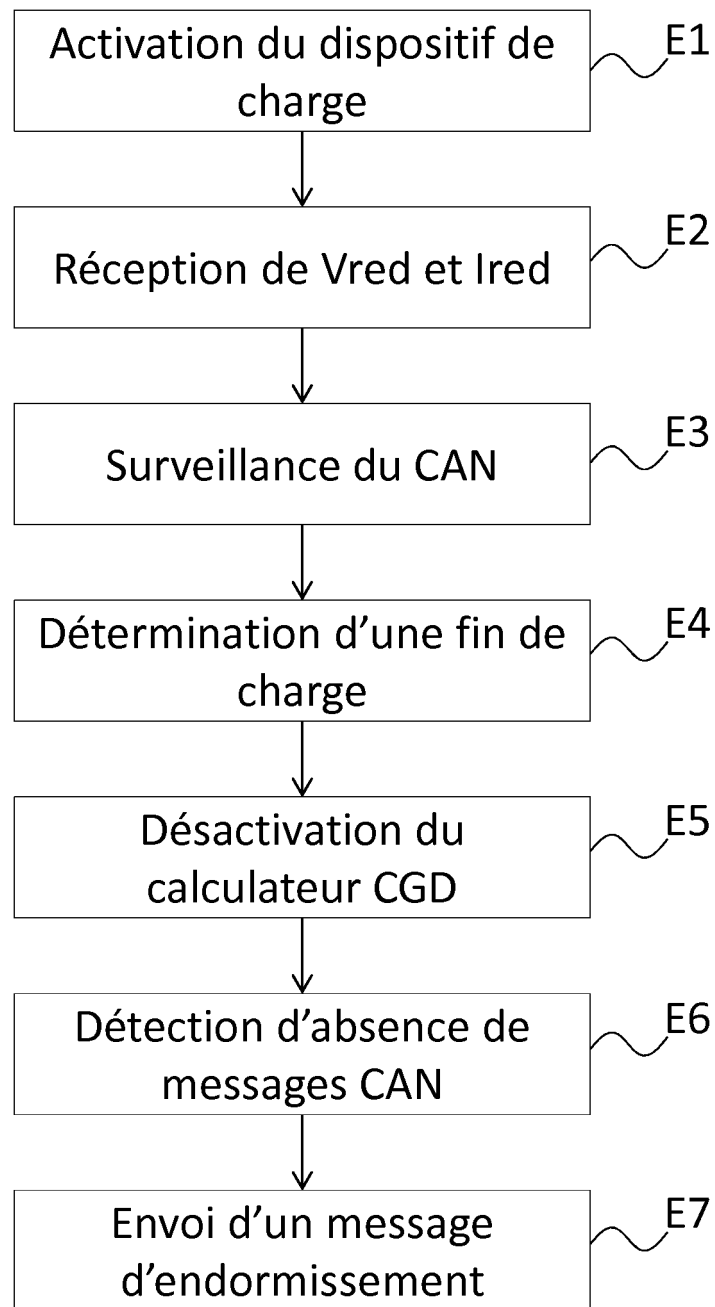 Activation du dispositif de
charge
E1
Réception de Vred et Ired
E2
Surveillance du CAN
E3
Détermination d’une fin de
charge
E4
Désactivation du
calculateur CGD
E5
Détection d’absence de
messages CAN
E6
Envoi d’un message
d’endormissement
E7